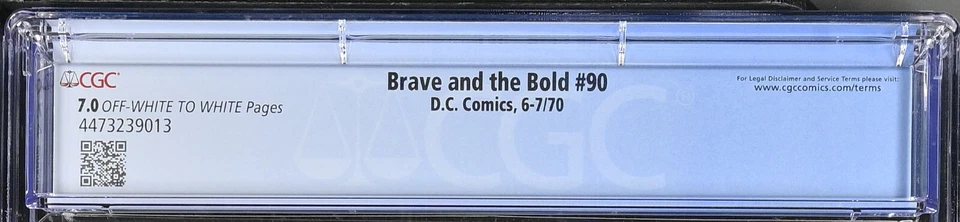 CGC
Brave and the Bold #90
For Legal Disclaimer and Service Terms please visit:
7.0 OFF-WHITE TO WHITE Pages
D.C. Comics, 6-7/70
www.cgccomics.com/terms
4473239013
CGC